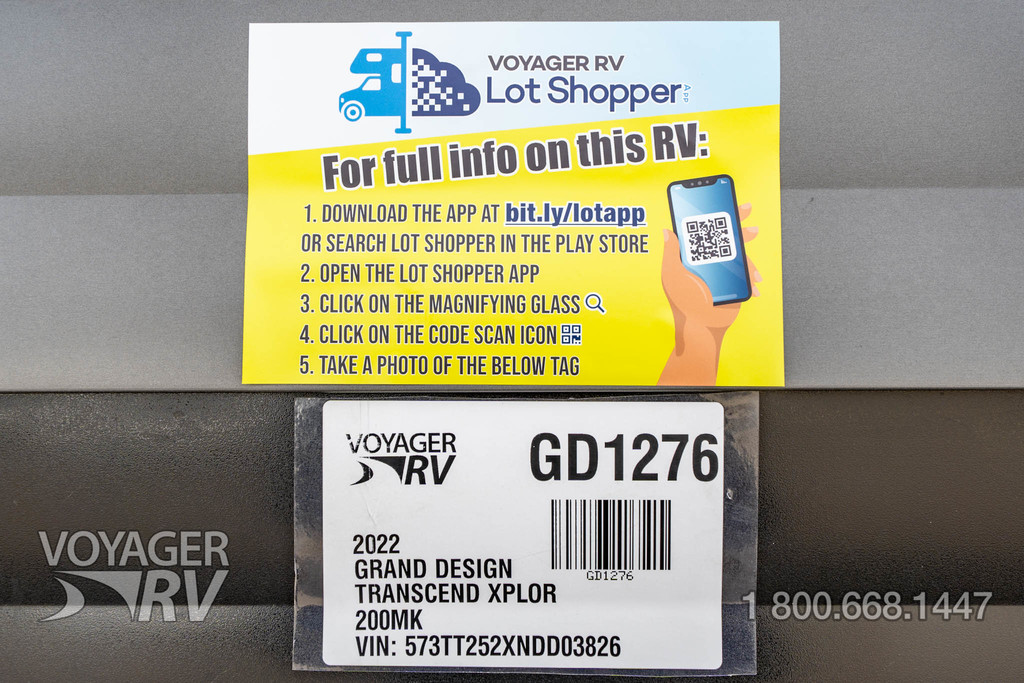 VOYAGER RV
Lot Shopper App
For full info on this RV:
1. DOWNLOAD THE APP AT bit.ly/lotapp
OR SEARCH LOT SHOPPER IN THE PLAY STORE
2. OPEN THE LOT SHOPPER APP
3. CLICK ON THE MAGNIFYING GLASS
4. CLICK ON THE CODE SCAN ICON
5. TAKE A PHOTO OF THE BELOW TAG
VOYAGER
RV
GD1276
GD1276
2022
GRAND DESIGN
TRANSCEND XPLOR
200MK
VIN: 573TT252XNDD03826
VOYAGER
RV
1 800.668.1447